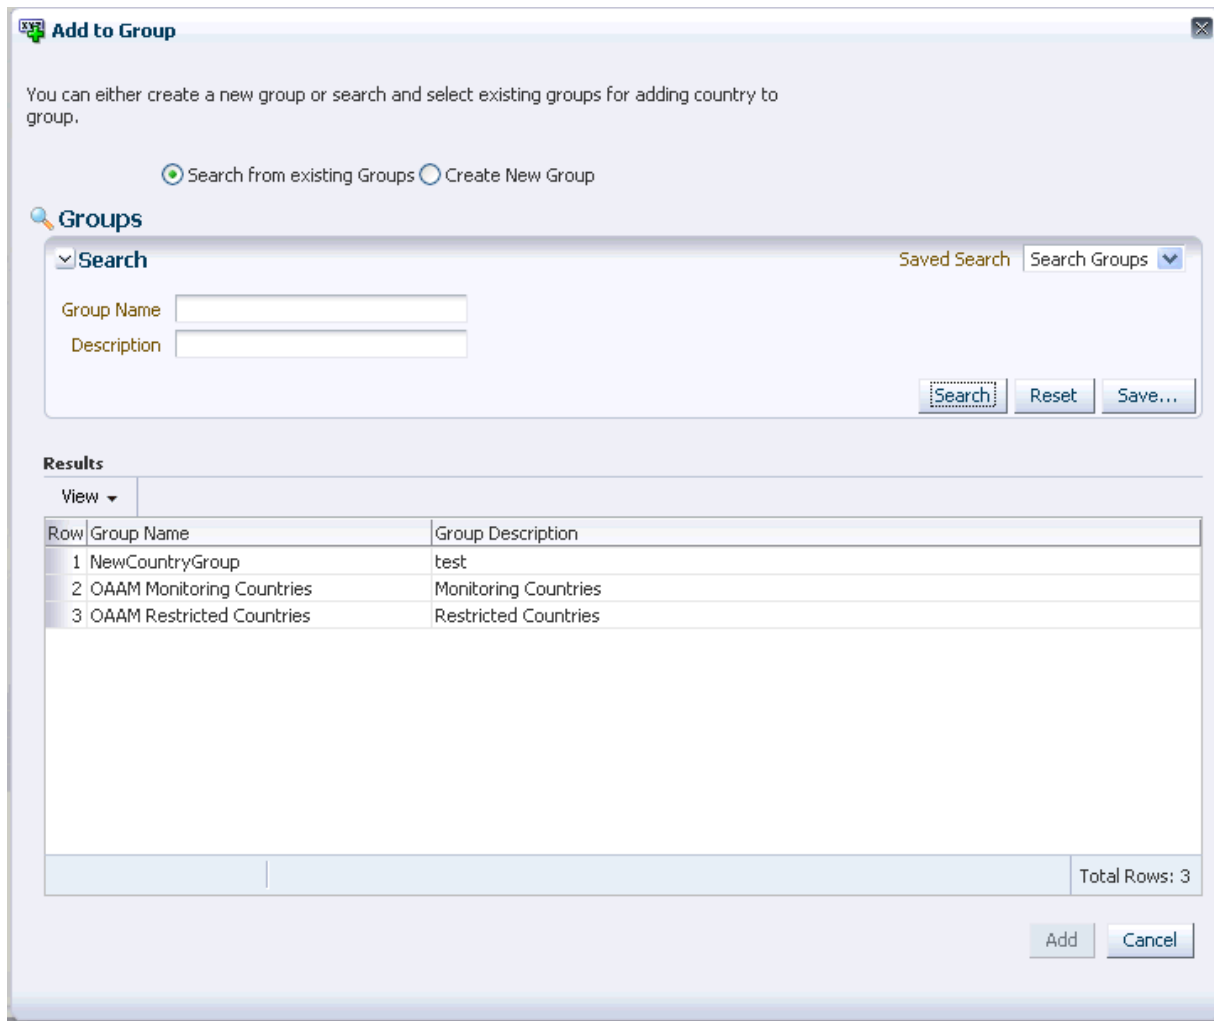 Add to Group
You can either create a new group or search and select existing groups for adding country to
group.
Search from existing Groups Create New Group
Groups
Search Saved Search Search Groups
Group Name
Description
Search Reset Save...
Results
View
Row Group Name Group Description
1 NewCountryGroup test
2 OAAM Monitoring Countries Monitoring Countries
3 OAAM Restricted Countries Restricted Countries
Total Rows: 3
Add Cancel